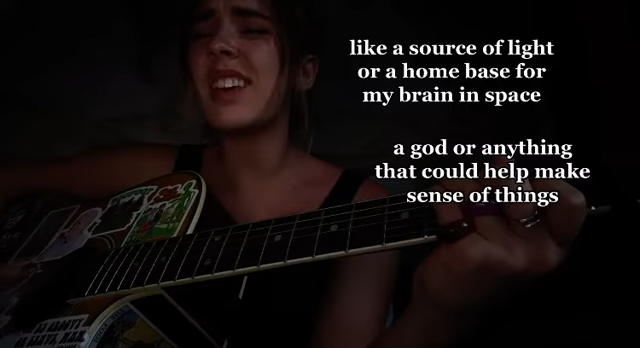 like a source of light
or a home base for
my brain in space
a god or anything
that could help make
sense of things